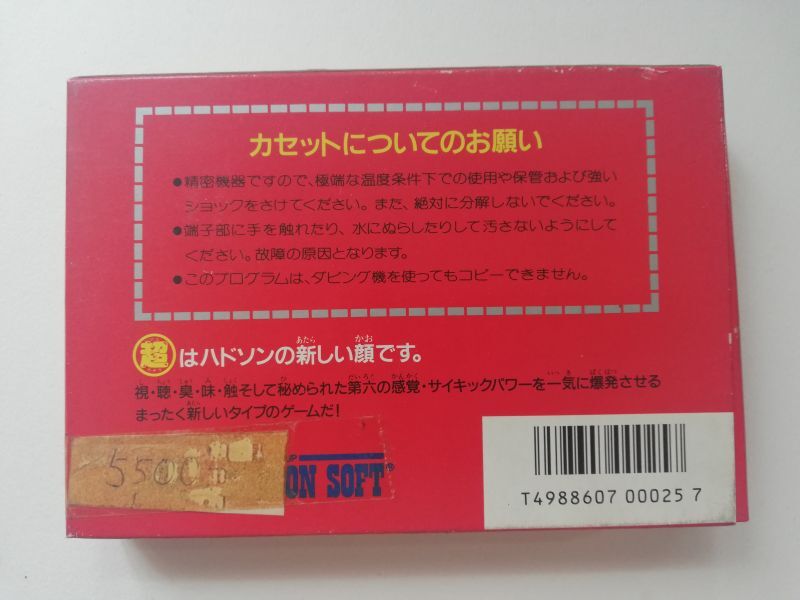 カセットについてのお願い
●精密機器ですので、極端な温度条件下での使用や保管および強い
ショックをさけてください。また、絶対に分解しないでください。
●端子部に手を触れたり、水にぬらしたりして汚さないようにして
ください。故障の原因となります。
●このプログラムは、ダビング機を使ってもコピーできません。
超はハドソンの新しい顔です。
視・聴・臭・味・触そして秘められた第六の感覚・サイキックパワーを一気に爆発させる
まったく新しいタイプのゲームだ!
5500
ON SOFT®
T4988607 00025 7